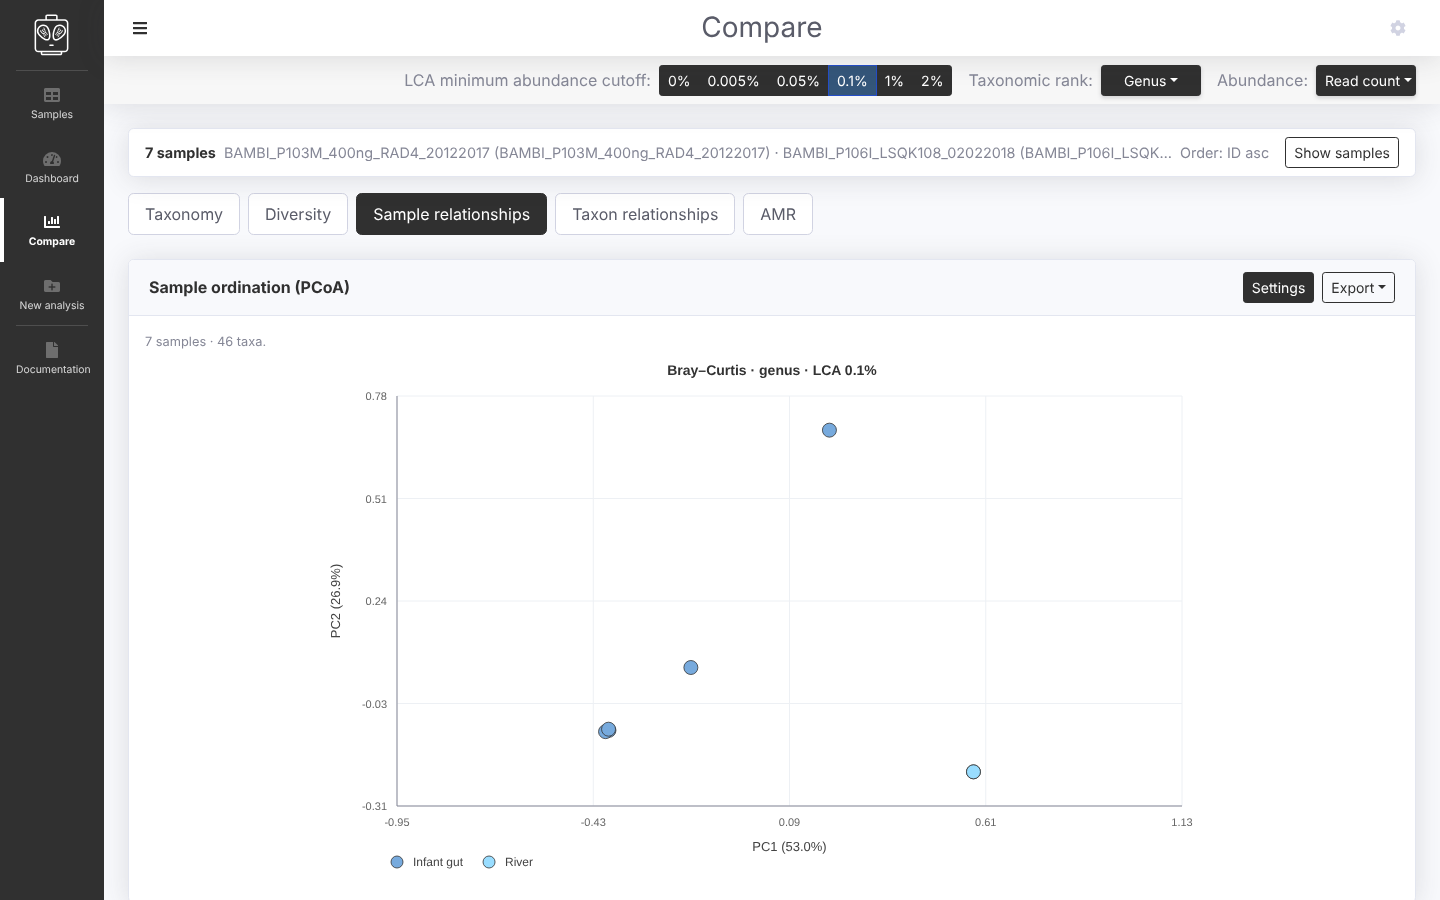 Compare
LCA minimum abundance cutoff: 0% 0.005% 0.05% 0.1% 1% 2% Taxonomic rank: Genus Abundance: Read count
Samples
Dashboard
Compare
New analysis
Documentation
7 samples BAMBI_P103M_400ng_RAD4_20122017 (BAMBI_P103M_400ng_RAD4_20122017) · BAMBI_P106I_LSQK108_02022018 (BAMBI_P106I_LSQK... Order: ID asc Show samples
Taxonomy Diversity Sample relationships Taxon relationships AMR
Sample ordination (PCoA) Settings Export
7 samples · 46 taxa.
Bray–Curtis · genus · LCA 0.1%
0.78
0.51
0.24
-0.03
-0.31
PC2 (26.9%)
-0.95 -0.43 0.09 0.61 1.13
PC1 (53.0%)
Infant gut River